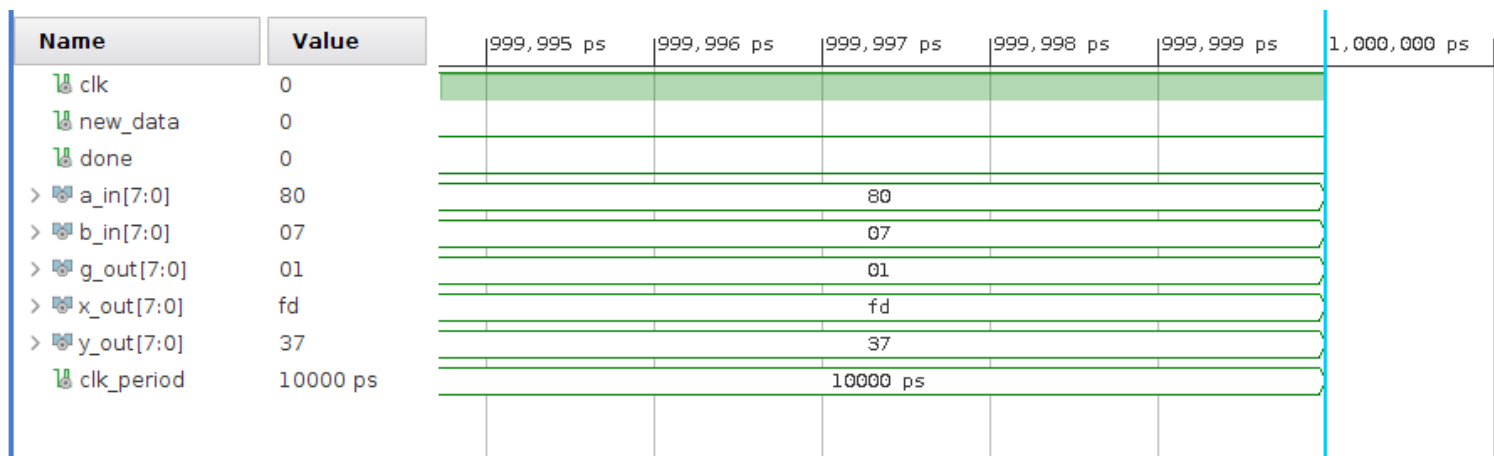 Name Value 999,995 ps 999,996 ps 999,997 ps 999,998 ps 999,999 ps 1,000,000 ps
clk 0
new_data 0
done 0
a_in[7:0] 80 80
b_in[7:0] 07 07
g_out[7:0] 01 01
x_out[7:0] fd fd
y_out[7:0] 37 37
clk_period 10000 ps 10000 ps